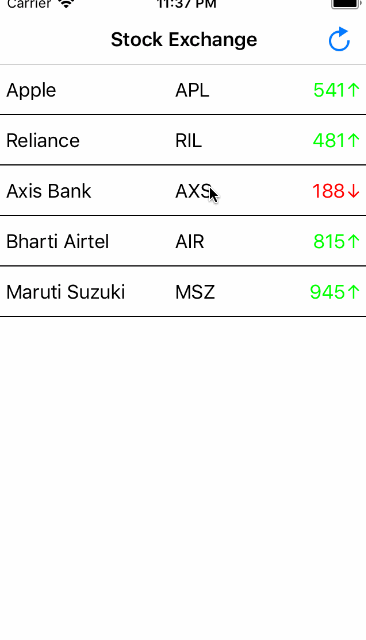 Carrier 11:37 PM
Stock Exchange
Apple APL 541↑
Reliance RIL 481↑
Axis Bank AXS 188↓
Bharti Airtel AIR 815↑
Maruti Suzuki MSZ 945↑